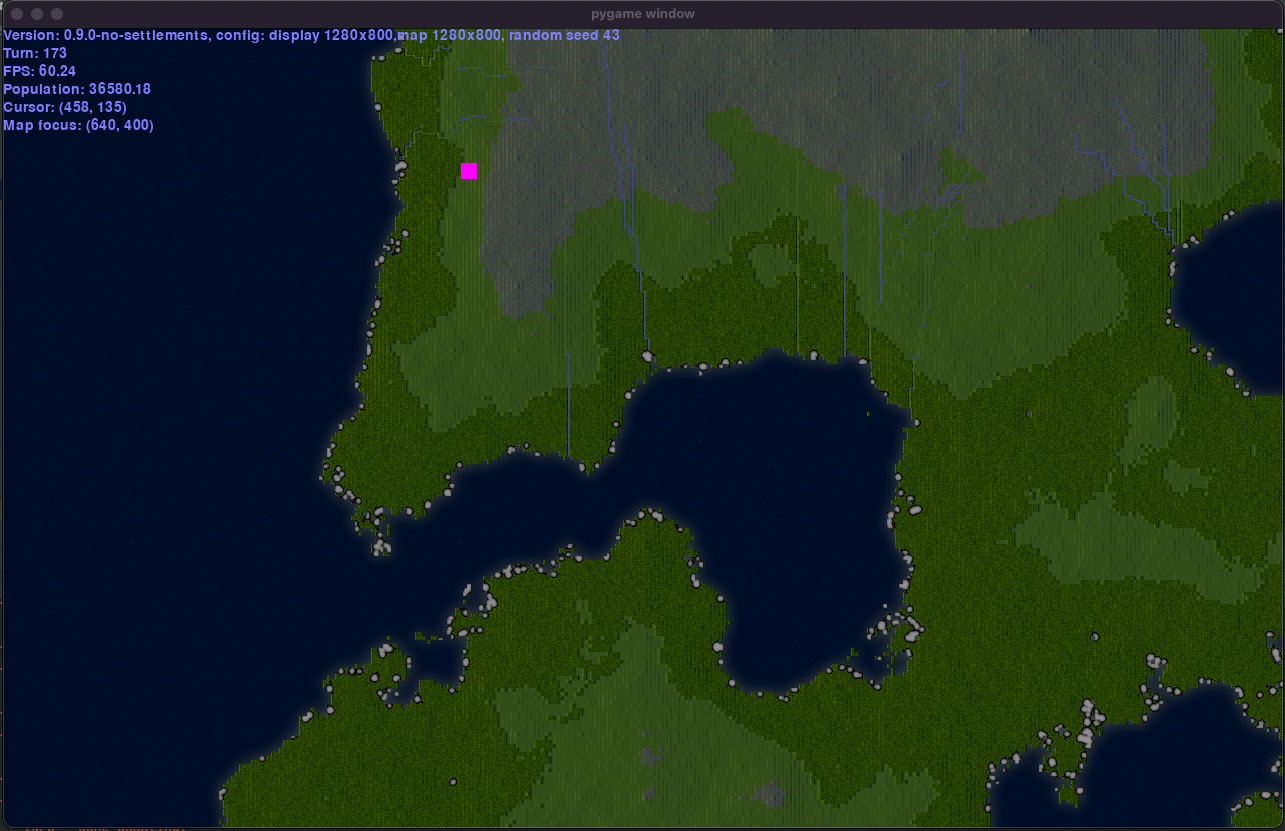 pygame window
Version: 0.9.0-no-settlements, config: display 1280x800, map 1280x800, random seed 43
Turn: 173
FPS: 60.24
Population: 36580.18
Cursor: (458, 135)
Map focus: (640, 400)